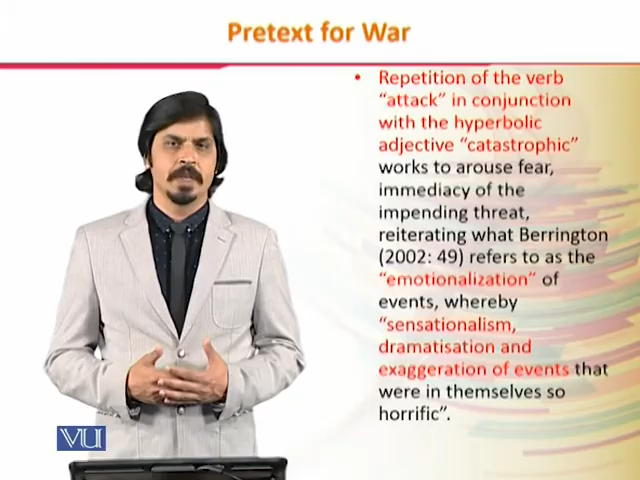 Pretext for War
• Repetition of the verb
“attack” in conjunction
with the hyperbolic
adjective “catastrophic”
works to arouse fear,
immediacy of the
impending threat,
reiterating what Berrington
(2002: 49) refers to as the
“emotionalization” of
events, whereby
“sensationalism,
dramatisation and
exaggeration of events that
were in themselves so
horrific”.
VU